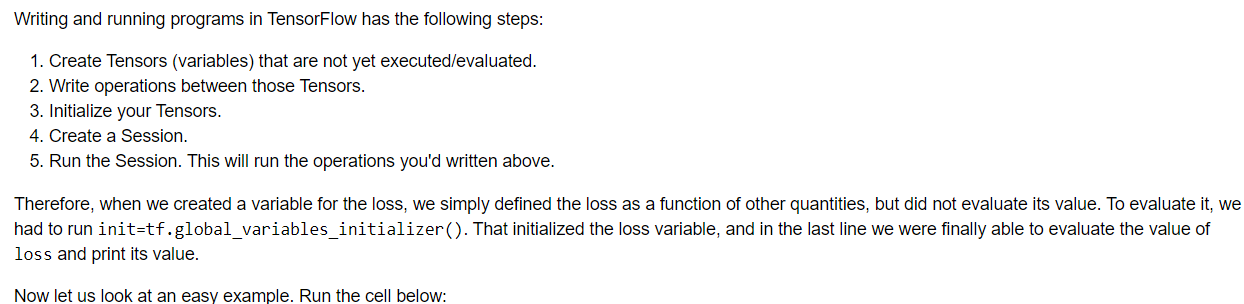 Writing and running programs in TensorFlow has the following steps:
1. Create Tensors (variables) that are not yet executed/evaluated.
2. Write operations between those Tensors.
3. Initialize your Tensors.
4. Create a Session.
5. Run the Session. This will run the operations you'd written above.
Therefore, when we created a variable for the loss, we simply defined the loss as a function of other quantities, but did not evaluate its value. To evaluate it, we
had to run init=tf.global_variables_initializer(). That initialized the loss variable, and in the last line we were finally able to evaluate the value of
loss and print its value.
Now let us look at an easy example. Run the cell below: